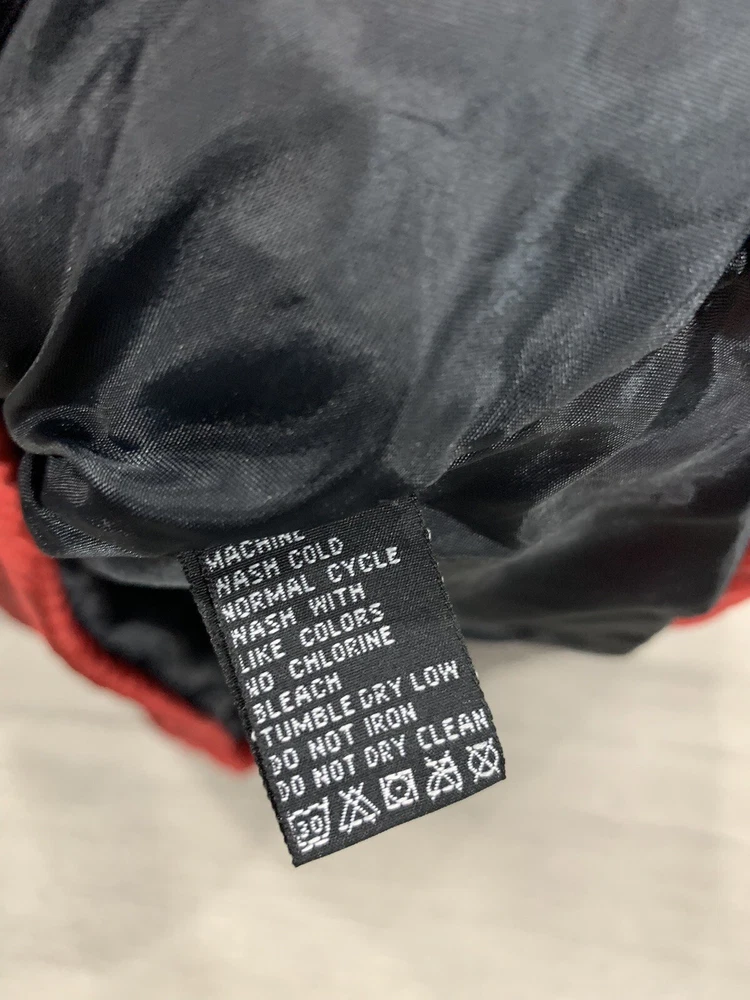 MACHINE
WASH COLD
NORMAL CYCLE
WASH WITH
LIKE COLORS
NO CHLORINE
BLEACH
TUMBLE DRY LOW
DO NOT IRON
DO NOT DRY CLEAN
30